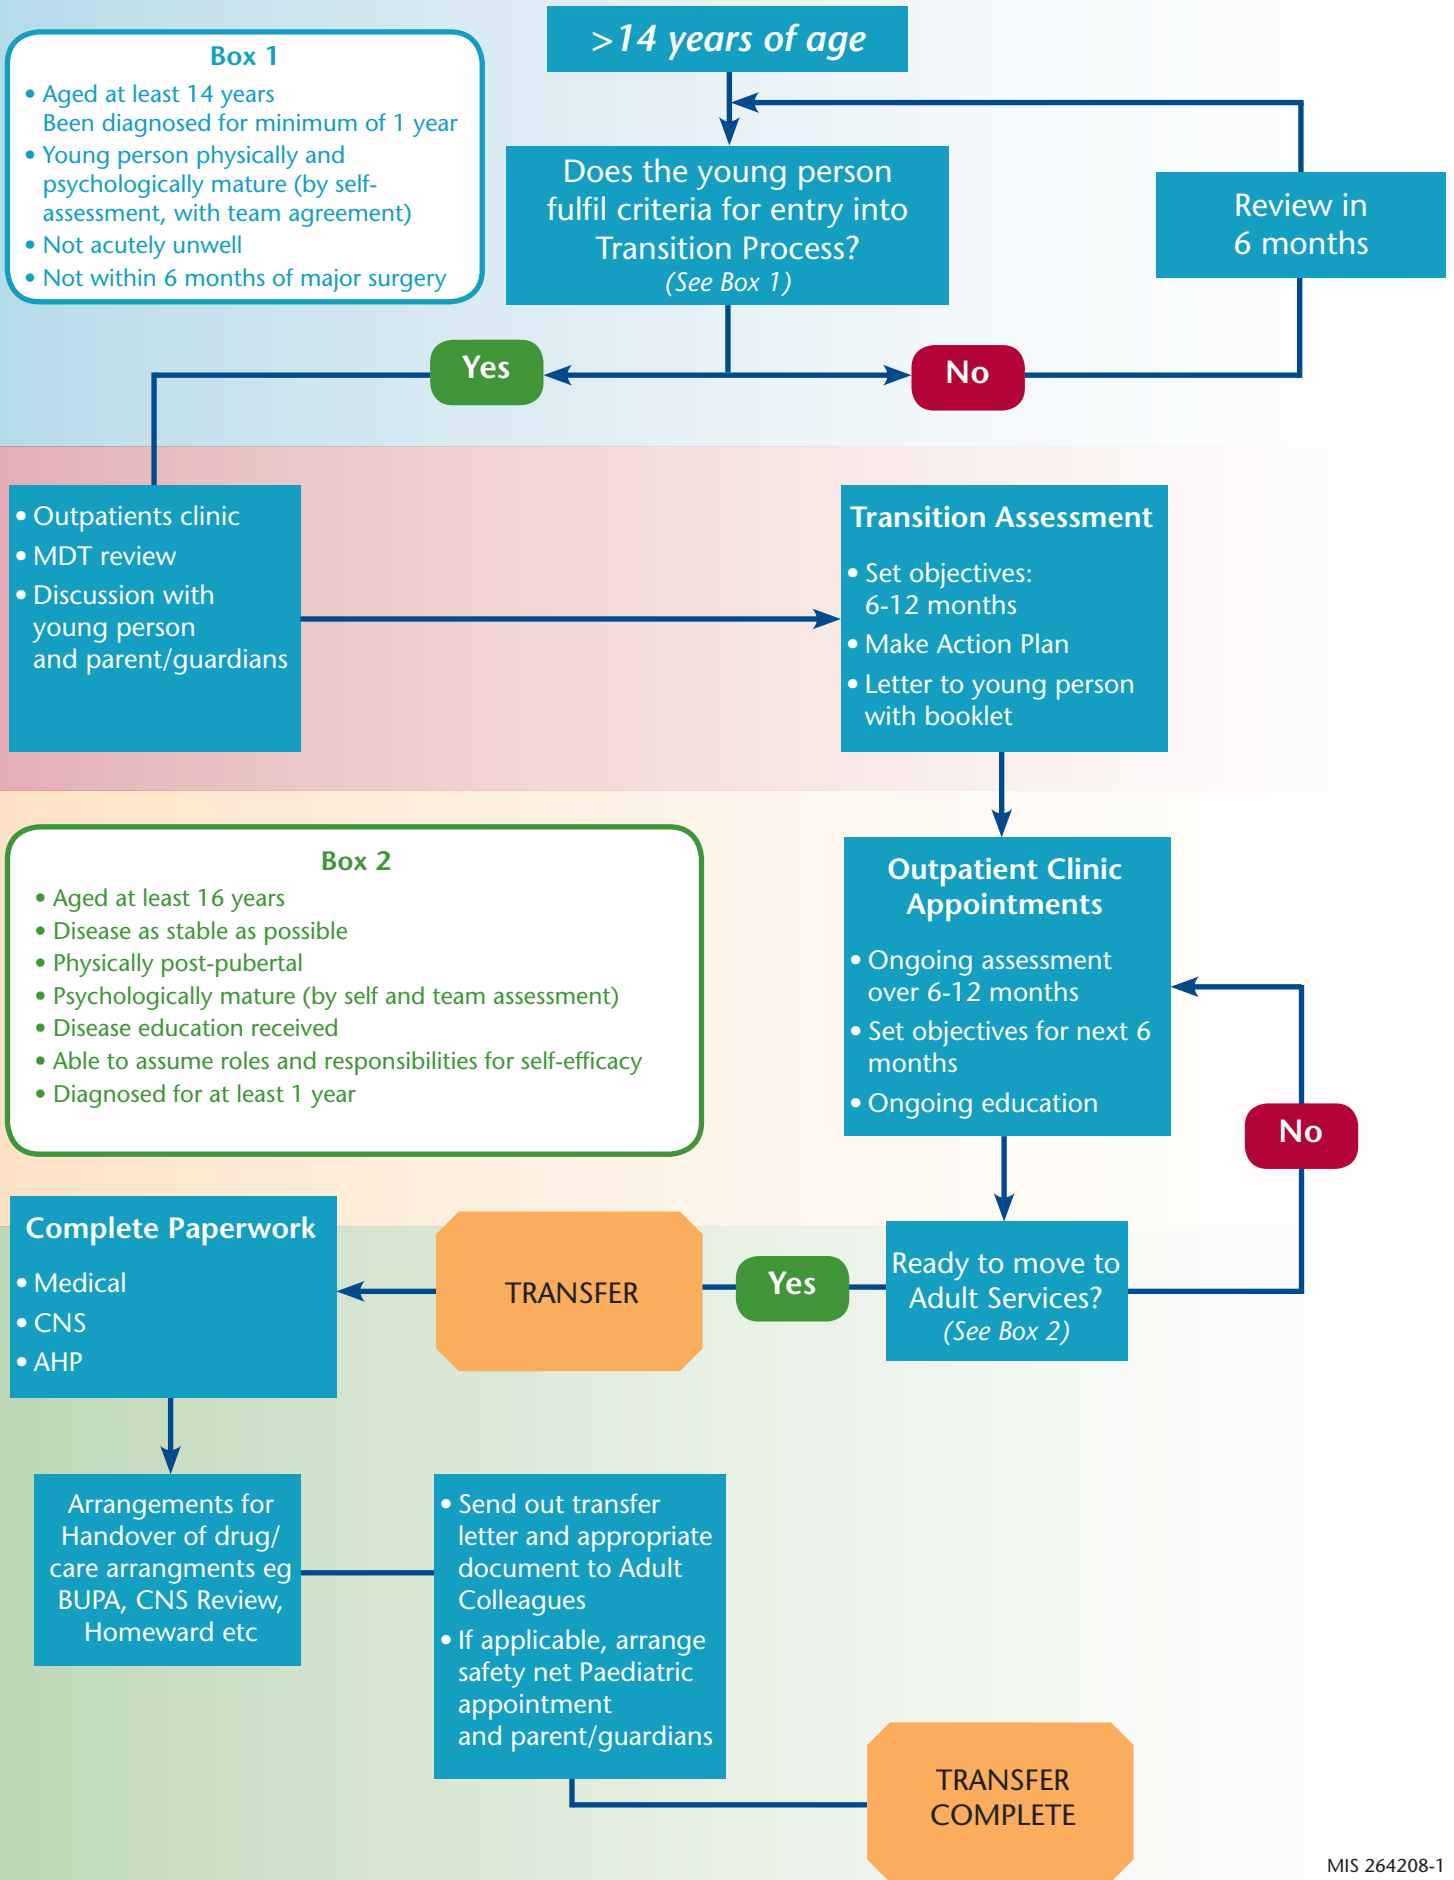 >14 years of age
Box 1
• Aged at least 14 years
Been diagnosed for minimum of 1 year
• Young person physically and
psychologically mature (by self-
assessment, with team agreement)
• Not acutely unwell
• Not within 6 months of major surgery
Does the young person
fulfil criteria for entry into
Transition Process?
(See Box 1)
Review in
6 months
Yes
No
• Outpatients clinic
• MDT review
• Discussion with
young person
and parent/guardians
Transition Assessment
• Set objectives:
6-12 months
• Make Action Plan
• Letter to young person
with booklet
Box 2
• Aged at least 16 years
• Disease as stable as possible
• Physically post-pubertal
• Psychologically mature (by self and team assessment)
• Disease education received
• Able to assume roles and responsibilities for self-efficacy
• Diagnosed for at least 1 year
Outpatient Clinic
Appointments
• Ongoing assessment
over 6-12 months
• Set objectives for next 6
months
• Ongoing education
No
Ready to move to
Adult Services?
(See Box 2)
Yes
TRANSFER
Complete Paperwork
• Medical
• CNS
• AHP
Arrangements for
Handover of drug/
care arrangments eg
BUPA, CNS Review,
Homeward etc
• Send out transfer
letter and appropriate
document to Adult
Colleagues
• If applicable, arrange
safety net Paediatric
appointment
and parent/guardians
TRANSFER
COMPLETE
MIS 264208-1